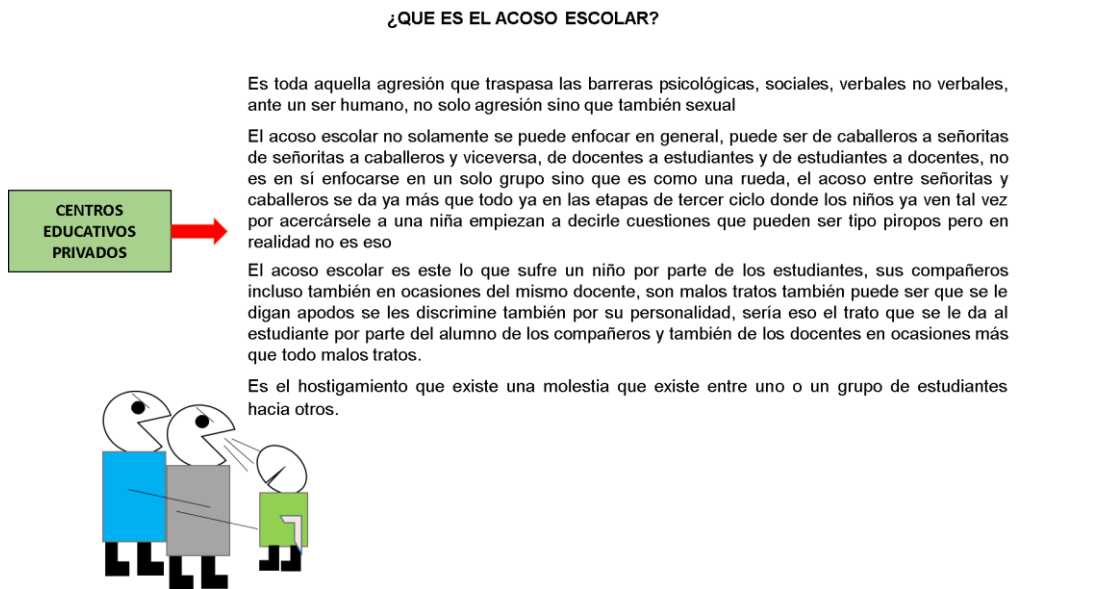 ¿QUE ES EL ACOSO ESCOLAR?
Es toda aquella agresión que traspasa las barreras psicológicas, sociales, verbales no verbales,
ante un ser humano, no solo agresión sino que también sexual
El acoso escolar no solamente se puede enfocar en general, puede ser de caballeros a señoritas
de señoritas a caballeros y viceversa, de docentes a estudiantes y de estudiantes a docentes, no
es en sí enfocarse en un solo grupo sino que es como una rueda, el acoso entre señoritas y
caballeros se da ya más que todo ya en las etapas de tercer ciclo donde los niños ya ven tal vez
por acercársele a una niña empiezan a decirle cuestiones que pueden ser tipo piropos pero en
realidad no es eso
CENTROS
EDUCATIVOS
PRIVADOS
El acoso escolar es este lo que sufre un niño por parte de los estudiantes, sus compañeros
incluso también en ocasiones del mismo docente, son malos tratos también puede ser que se le
digan apodos se les discrimine también por su personalidad, sería eso el trato que se le da al
estudiante por parte del alumno de los compañeros y también de los docentes en ocasiones más
que todo malos tratos.
Es el hostigamiento que existe una molestia que existe entre uno o un grupo de estudiantes
hacia otros.